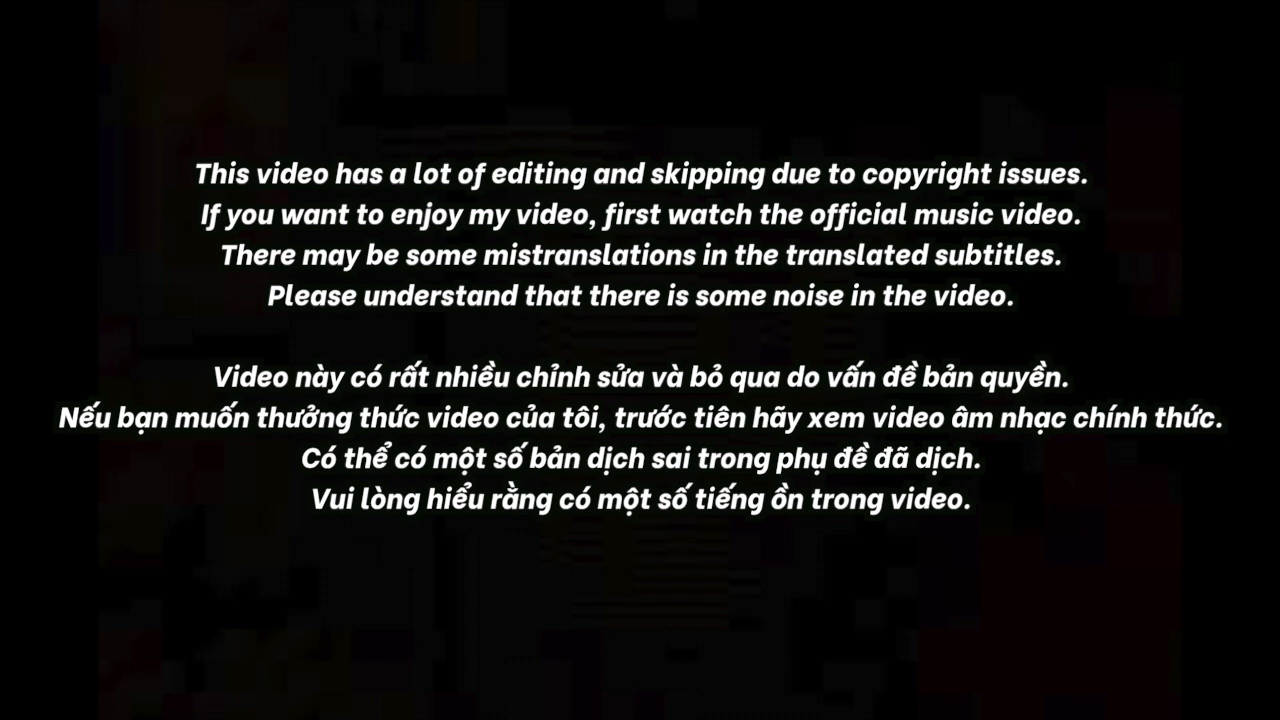 This video has a lot of editing and skipping due to copyright issues.
If you want to enjoy my video, first watch the official music video.
There may be some mistranslations in the translated subtitles.
Please understand that there is some noise in the video.
Video này có rất nhiều chỉnh sửa và bỏ qua do vấn đề bản quyền.
Nếu bạn muốn thưởng thức video của tôi, trước tiên hãy xem video âm nhạc chính thức.
Có thể có một số bản dịch sai trong phụ đề đã dịch.
Vui lòng hiểu rằng có một số tiếng ồn trong video.